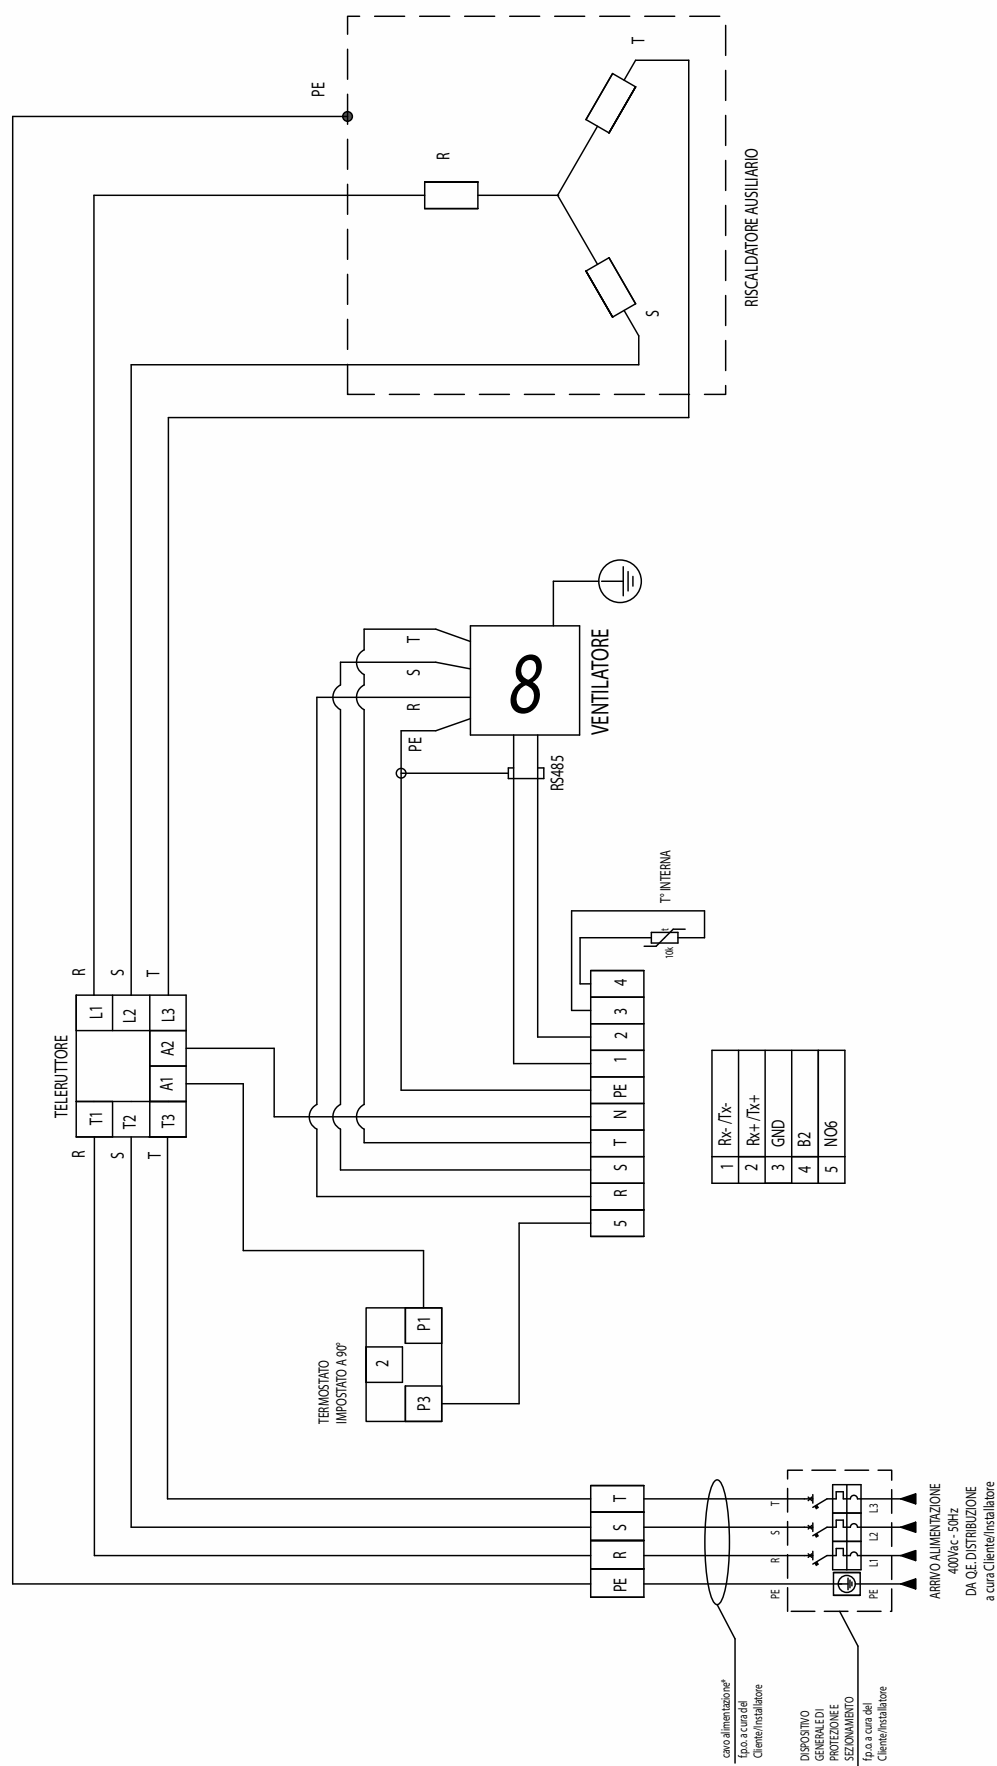 PE
R
T
S
RISCALDATORE AUSILIARIO
TELERUTTORE
R
S
T
L1
L2
L3
A2
A1
T1
T2
T3
R
S
T
T
S
R
PE
8
VENTILATORE
RS485
T° INTERNA
10k
t
4
3
2
1
PE
N
T
S
R
5
1 Rx- /Tx-
2 Rx+ /Tx+
3 GND
4 B2
5 NO6
TERMOSTATO
IMPOSTATO A 90°
2
P1
P3
T
S
R
PE
T
S
R
PE
L3
L2
L1
PE
ARRIVO ALIMENTAZIONE
400Vac - 50Hz
DA Q.E. DISTRIBUZIONE
a cura Cliente/Installatore
cavo alimentazione*
f.p.o. a cura del
Cliente/Installatore
DISPOSITIVO
GENERALE DI
PROTEZIONE E
SEZIONAMENTO
f.p.o. a cura del
Cliente/Installatore